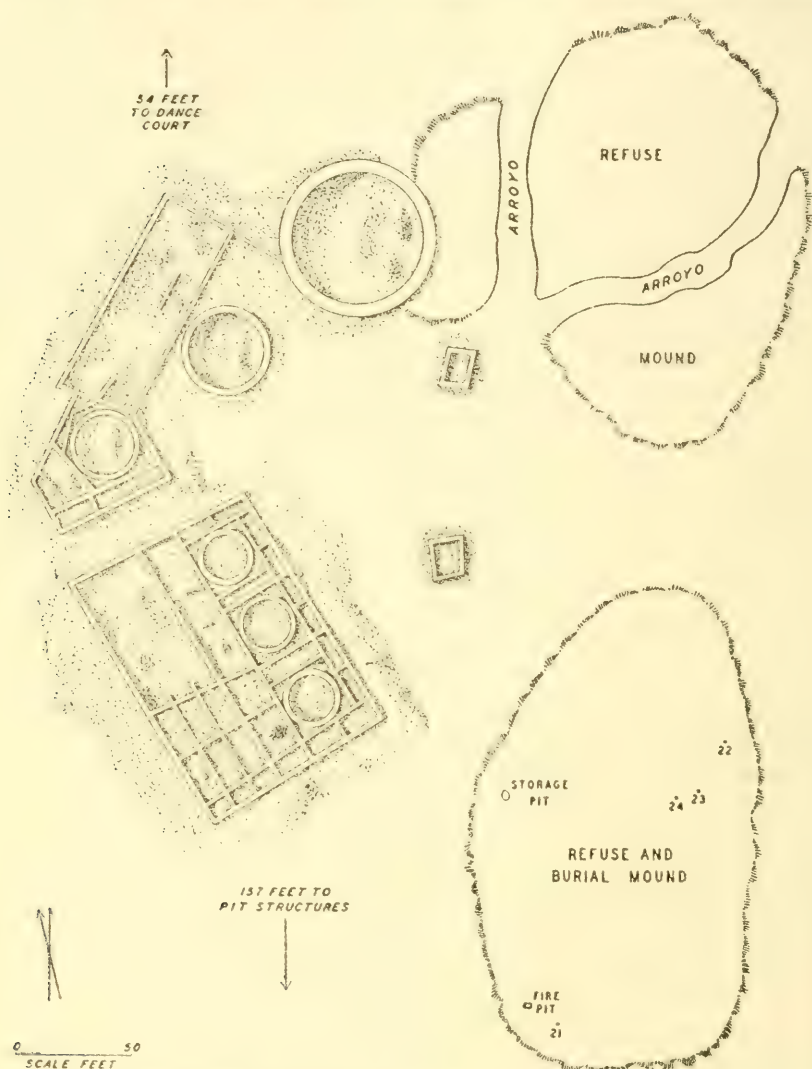 54 FEET
TO DANCE
COURT
REFUSE
ARROYO
ARROYO
MOUND
STORAGE
PIT
22
24
23
REFUSE AND
BURIAL MOUND
157 FEET TO
PIT STRUCTURES
FIRE
PIT
21
0 50
SCALE FEET